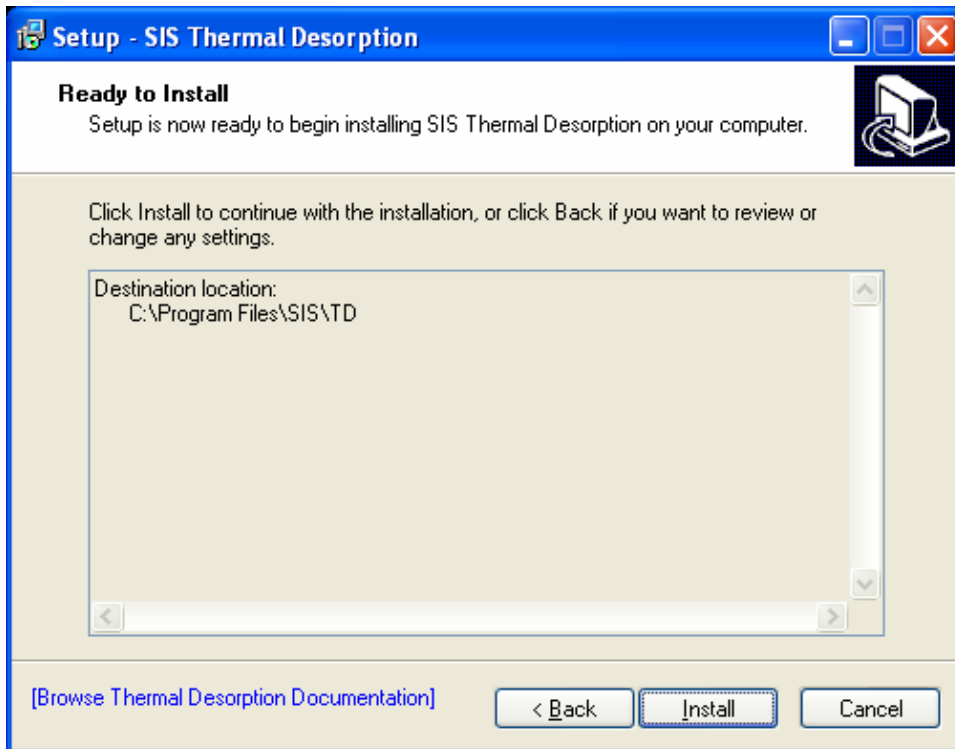 Setup - SIS Thermal Desorption
Ready to Install
Setup is now ready to begin installing SIS Thermal Desorption on your computer.
Click Install to continue with the installation, or click Back if you want to review or
change any settings.
Destination location:
C:\Program Files\SIS\TD
[Browse Thermal Desorption Documentation]
< Back
Install
Cancel